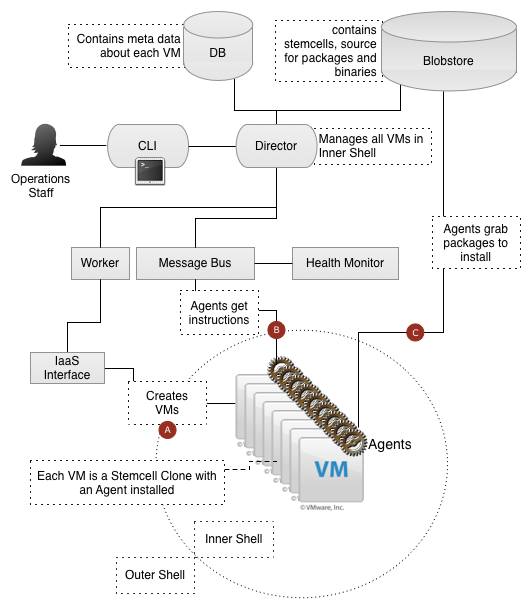 Contains meta data
about each VM
DB
contains
stemcells, source
for packages and
binaries
Blobstore
CLI
Director
Manages all VMs in
Inner Shell
>_
Operations
Staff
Agents grab
packages to
install
Worker
Message Bus
Health Monitor
Agents get
instructions
B
C
IaaS
Interface
Creates
VMs
A
Agents
VM
Each VM is a Stemcell Clone with
an Agent installed
© VMware, Inc.
Inner Shell
Outer Shell